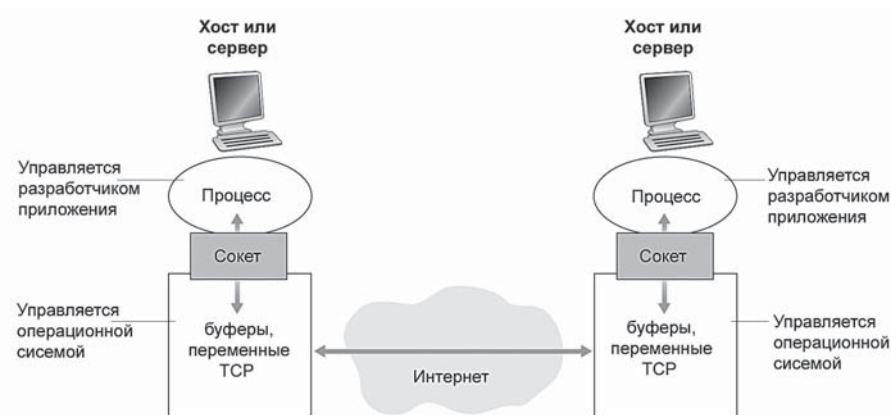 Хост или
сервер
Хост или
сервер
Управляется
разработчиком
приложения
Процесс
Процесс
Управляется
разработчиком
приложения
Сокет
Сокет
Управляется
операционной
сисемой
буферы,
переменные
TCP
Интернет
буферы,
переменные
TCP
Управляется
операционной
сисемой